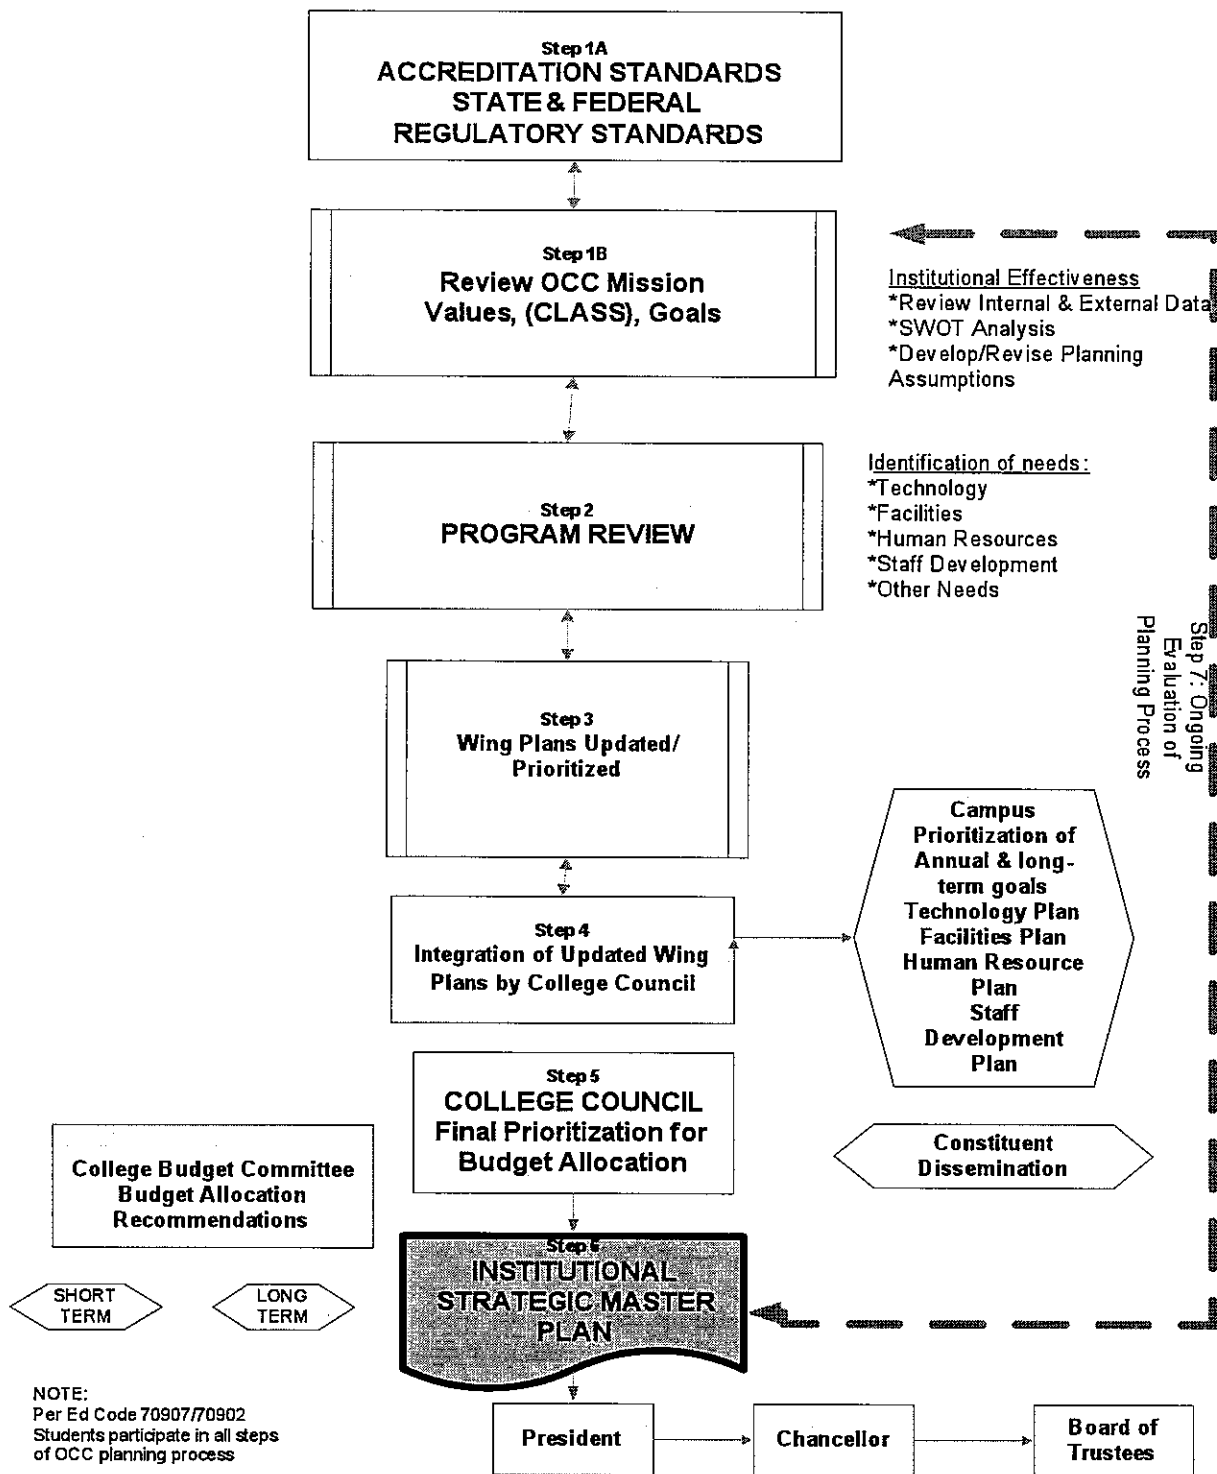 Step 1A
ACCREDITATION STANDARDS
STATE & FEDERAL
REGULATORY STANDARDS
Step 1B
Review OCC Mission
Values, (CLASS), Goals
Institutional Effectiveness
*Review Internal & External Data
*SWOT Analysis
*Develop/Revise Planning
Assumptions
Step 2
PROGRAM REVIEW
Identification of needs:
*Technology
*Facilities
*Human Resources
*Staff Development
*Other Needs
Step 7: Ongoing
Evaluation of
Planning Process
Step 3
Wing Plans Updated/
Prioritized
Campus
Prioritization of
Annual & long-
term goals
Technology Plan
Facilities Plan
Human Resource
Plan
Staff
Development
Plan
Step 4
Integration of Updated Wing
Plans by College Council
Step 5
COLLEGE COUNCIL
Final Prioritization for
Budget Allocation
Constituent
Dissemination
College Budget Committee
Budget Allocation
Recommendations
SHORT
TERM
LONG
TERM
Step 6
INSTITUTIONAL
STRATEGIC MASTER
PLAN
NOTE:
Per Ed Code 70907/70902
Students participate in all steps
of OCC planning process
President
Chancellor
Board of
Trustees